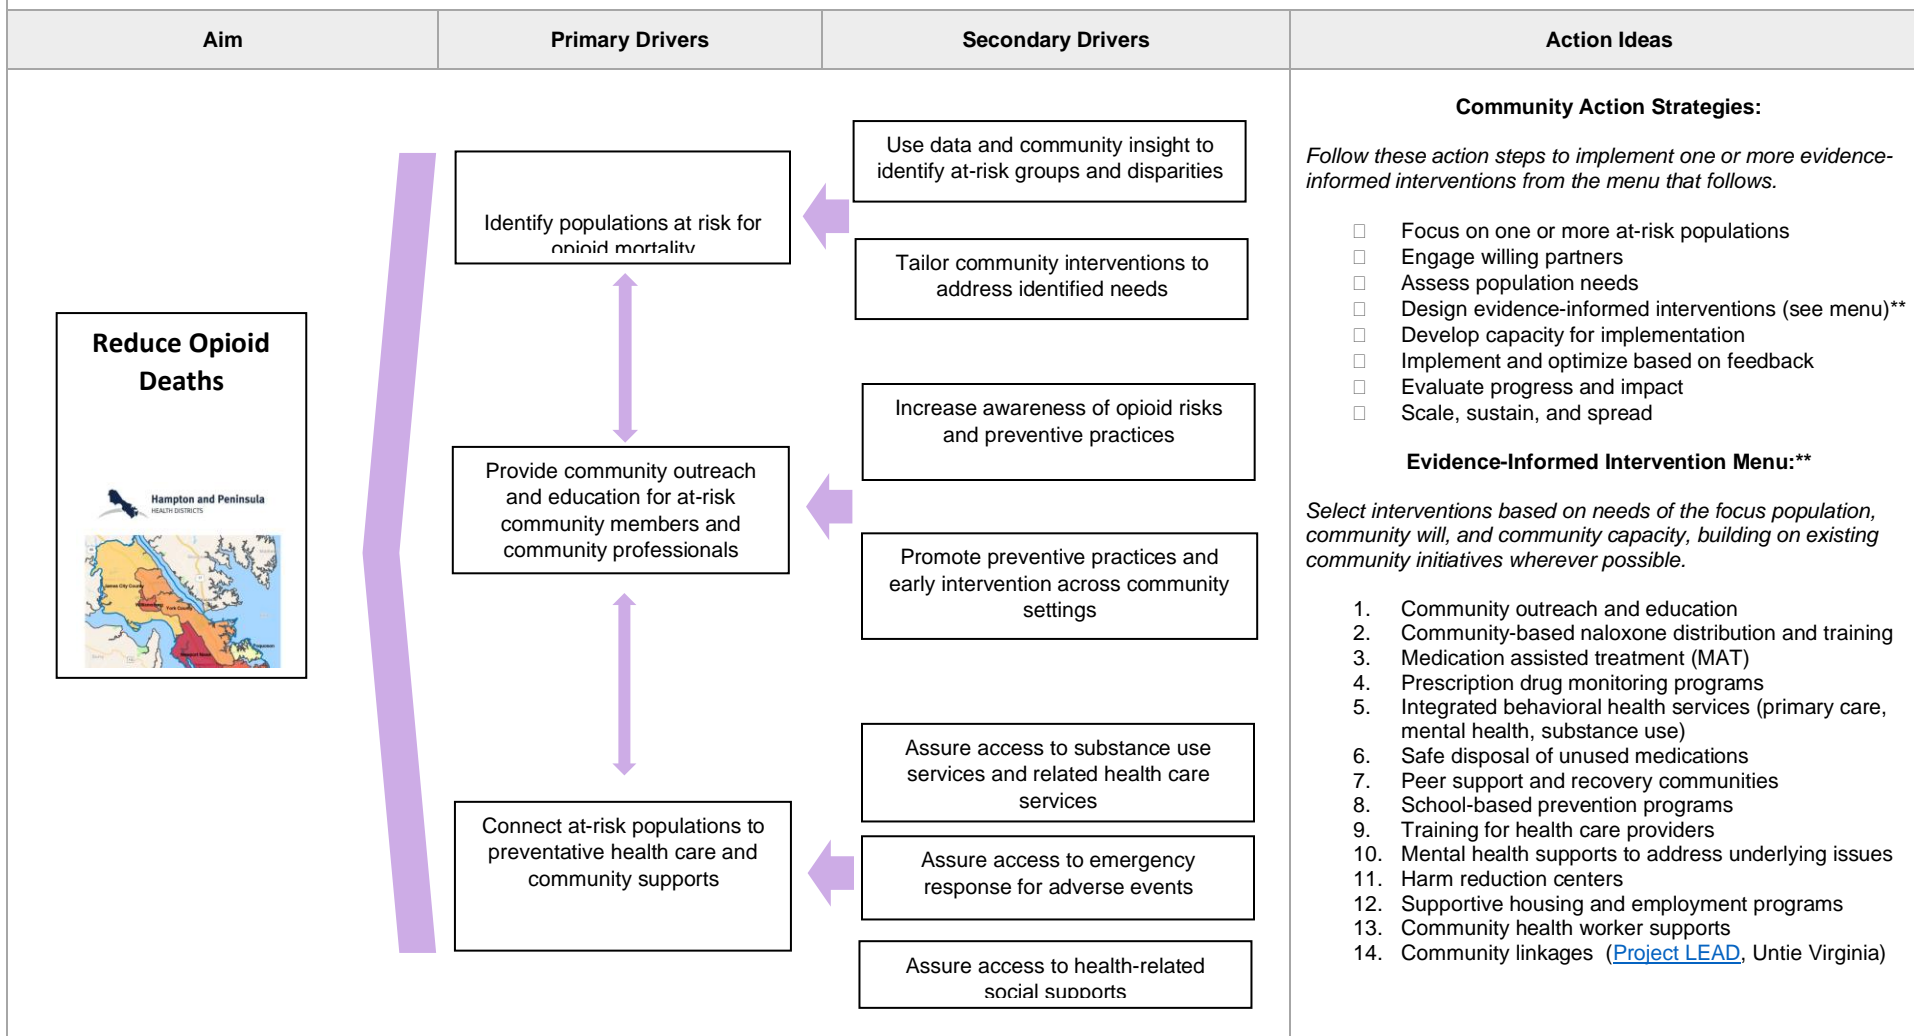 Aim
Primary Drivers
Secondary Drivers
Action Ideas
Reduce Opioid
Deaths
Hampton and Peninsula
HEALTH DISTRICTS
James City County
Williamsburg
York County
Newport News
Poquoson
Identify populations at risk for
opioid mortality
Provide community outreach
and education for at-risk
community members and
community professionals
Connect at-risk populations to
preventative health care and
community supports
Use data and community insight to
identify at-risk groups and disparities
Tailor community interventions to
address identified needs
Increase awareness of opioid risks
and preventive practices
Promote preventive practices and
early intervention across community
settings
Assure access to substance use
services and related health care
services
Assure access to emergency
response for adverse events
Assure access to health-related
social supports
Community Action Strategies:
Follow these action steps to implement one or more evidence-
informed interventions from the menu that follows.
Focus on one or more at-risk populations
Engage willing partners
Assess population needs
Design evidence-informed interventions (see menu)**
Develop capacity for implementation
Implement and optimize based on feedback
Evaluate progress and impact
Scale, sustain, and spread
Evidence-Informed Intervention Menu:**
Select interventions based on needs of the focus population,
community will, and community capacity, building on existing
community initiatives wherever possible.
1. Community outreach and education
2. Community-based naloxone distribution and training
3. Medication assisted treatment (MAT)
4. Prescription drug monitoring programs
5. Integrated behavioral health services (primary care,
mental health, substance use)
6. Safe disposal of unused medications
7. Peer support and recovery communities
8. School-based prevention programs
9. Training for health care providers
10. Mental health supports to address underlying issues
11. Harm reduction centers
12. Supportive housing and employment programs
13. Community health worker supports
14. Community linkages (Project LEAD, Untie Virginia)